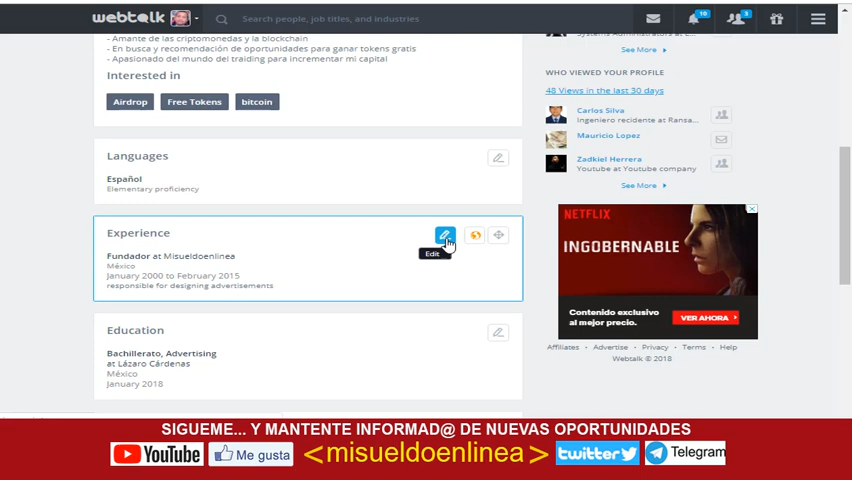 webtalk
Search people, job titles, and industries
10
3
- Amante de las criptomonedas y la blockchain
- En busca y recomendación de oportunidades para ganar tokens gratis
- Apasionado del mundo del traiding para incrementar mi capital
Interested in
Airdrop
Free Tokens
bitcoin
Languages
Español
Elementary proficiency
Experience
Edit
Fundador at Misueldoenlinea
México
January 2000 to February 2015
responsible for designing advertisements
Education
Bachillerato, Advertising
at Lázaro Cárdenas
México
January 2018
Systems Administrators at C...
See More
WHO VIEWED YOUR PROFILE
48 Views in the last 30 days
Carlos Silva
Ingeniero recidente at Ransa...
Mauricio Lopez
Zadkiel Herrera
Youtube at Youtube company
See More
NETFLIX
INGOBERNABLE
Contenido exclusivo
al mejor precio.
VER AHORA
Affiliates - Advertise - Privacy - Terms - Help
Webtalk © 2018
SIGUEME... Y MANTENTE INFORMAD@ DE NUEVAS OPORTUNIDADES
YouTube
Me gusta
<misueldoenlinea>
twitter
Telegram